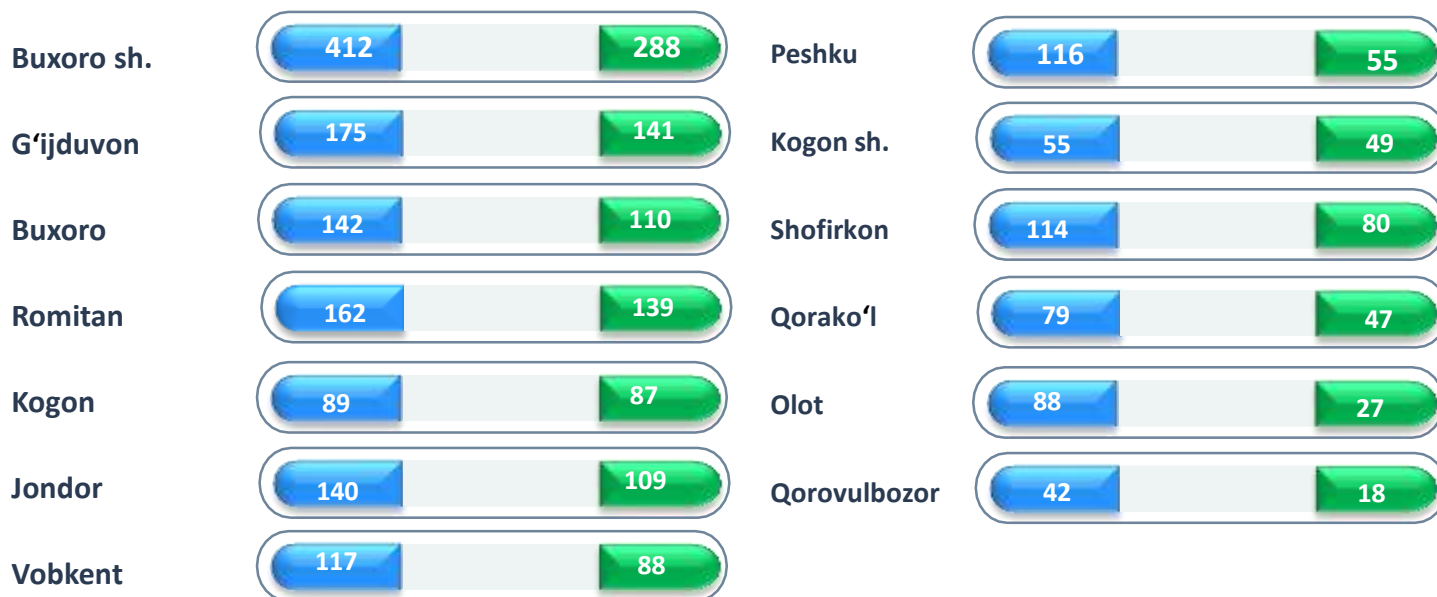 Buxoro sh. 412 288
G‘ijduvon 175 141
Buxoro 142 110
Romitan 162 139
Kogon 89 87
Jondor 140 109
Vobkent 117 88
Peshku 116 55
Kogon sh. 55 49
Shofirkon 114 80
Qorako‘l 79 47
Olot 88 27
Qorovulbozor 42 18